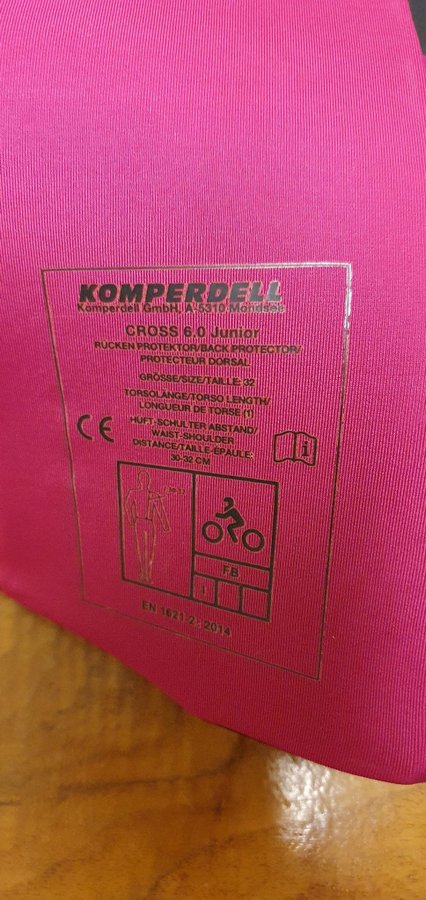 KOMPERDELL
Komperdell GmbH, A-5310 Mondsee
CROSS 6.0 Junior
RÜCKEN PROTEKTOR/BACK PROTECTOR/
PROTECTEUR DORSAL
GRÖSSE/SIZE/TAILLE: 32
TORSOLÄNGE/TORSO LENGTH/
LONGUEUR DE TORSE (1)
HÜFT-SCHULTER ABSTAND/
WAIST-SHOULDER
DISTANCE/TAILLE-ÉPAULE:
30-32 CM
CE
i
FB
1
EN 1621-2 : 2014